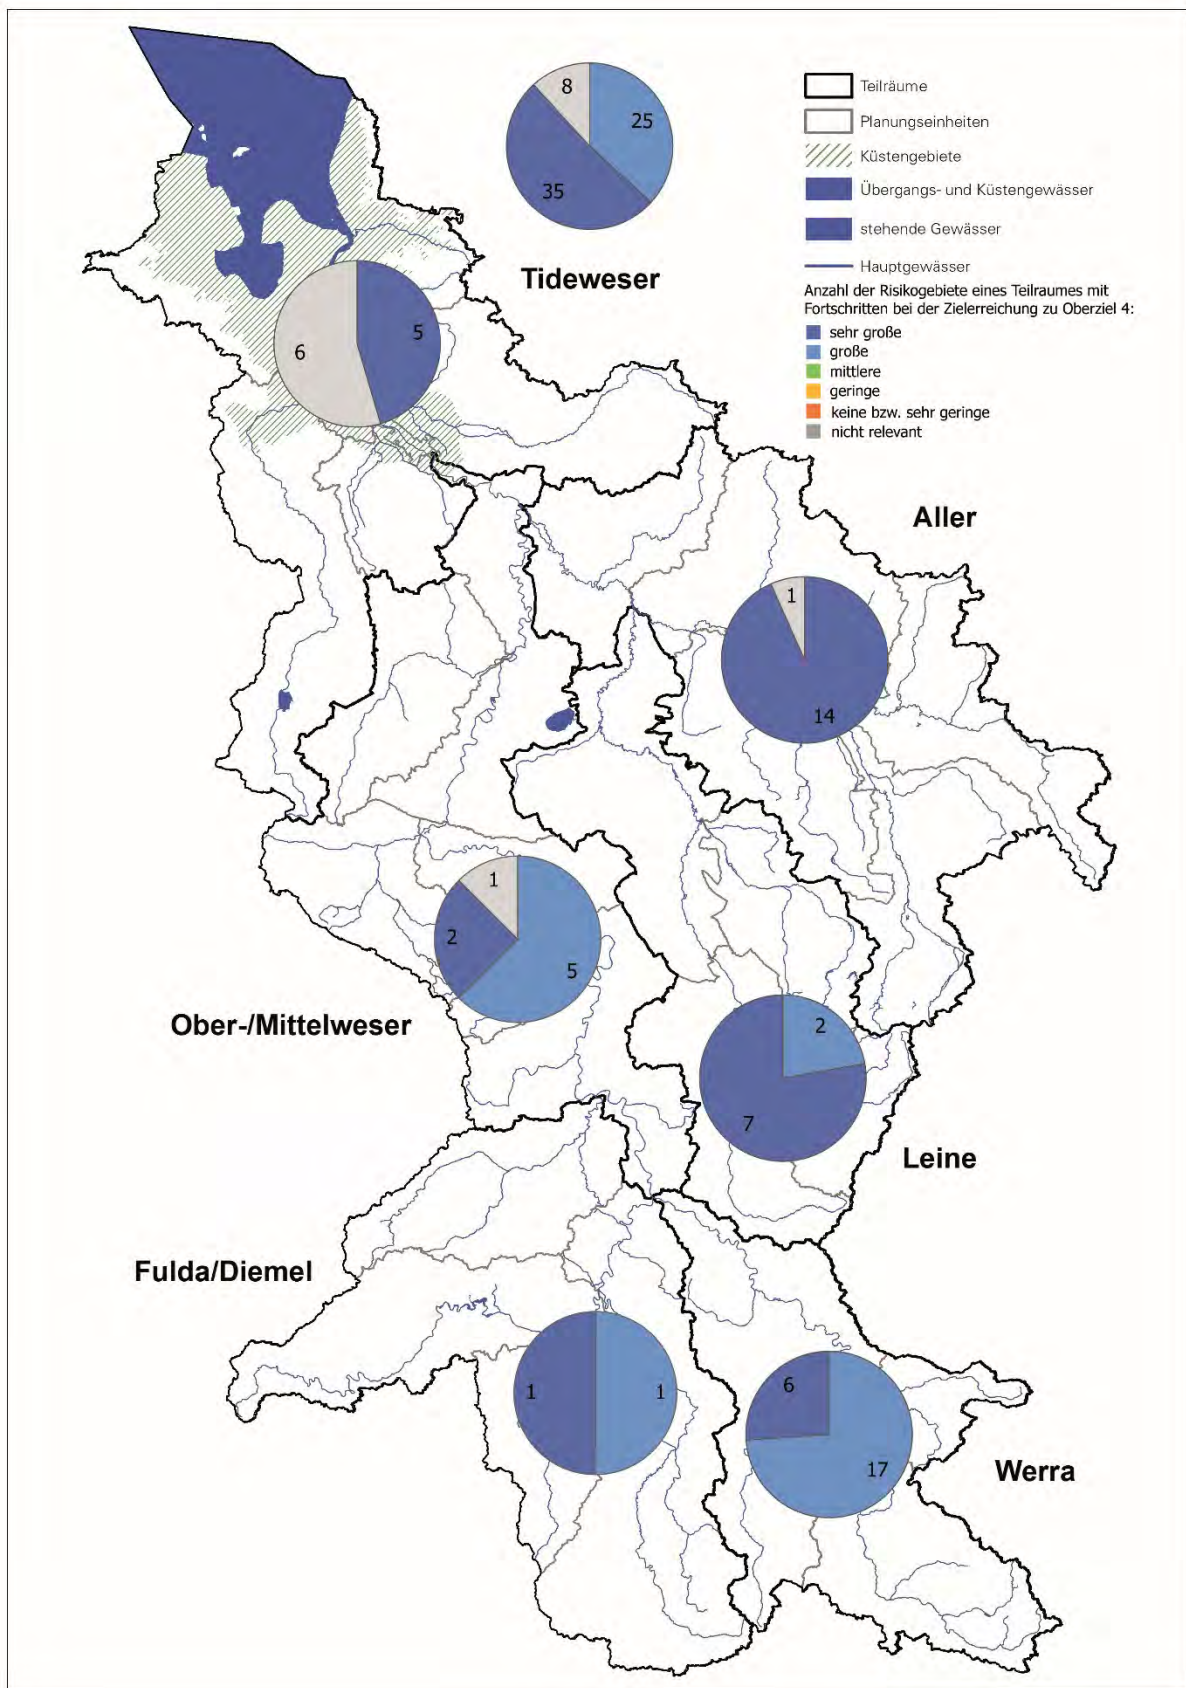 8
25
35
Teilräume
Planungseinheiten
Küstengebiete
Übergangs- und Küstengewässer
stehende Gewässer
Hauptgewässer
Anzahl der Risikogebiete eines Teilraumes mit
Fortschritten bei der Zielerreichung zu Oberziel 4:
sehr große
große
mittlere
geringe
keine bzw. sehr geringe
nicht relevant
Tideweser
6
5
Aller
1
14
1
2
5
Ober-/Mittelweser
2
7
Leine
Fulda/Diemel
1
1
6
17
Werra